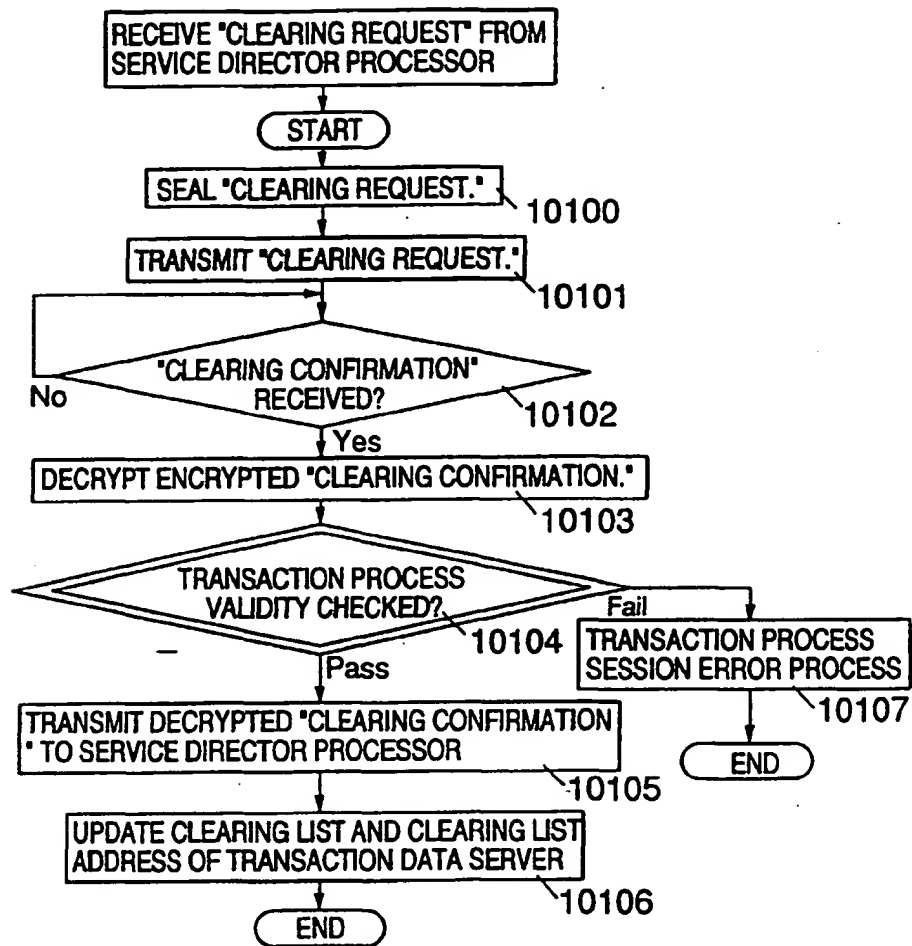 RECEIVE "CLEARING REQUEST" FROM
SERVICE DIRECTOR PROCESSOR
START
SEAL "CLEARING REQUEST."
10100
TRANSMIT "CLEARING REQUEST."
10101
"CLEARING CONFIRMATION"
RECEIVED?
No
10102
Yes
DECRYPT ENCRYPTED "CLEARING CONFIRMATION."
10103
TRANSACTION PROCESS
VALIDITY CHECKED?
10104
Fail
Pass
TRANSACTION PROCESS
SESSION ERROR PROCESS
10107
END
TRANSMIT DECRYPTED "CLEARING CONFIRMATION
" TO SERVICE DIRECTOR PROCESSOR
10105
UPDATE CLEARING LIST AND CLEARING LIST
ADDRESS OF TRANSACTION DATA SERVER
10106
END